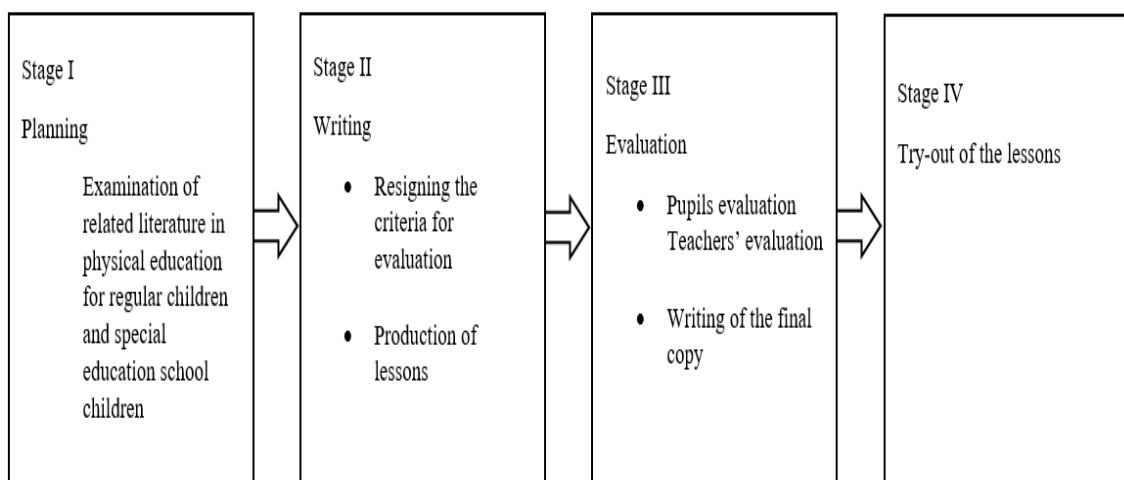 Stage I
Planning
Examination of
related literature in
physical education
for regular children
and special
education school
children
Stage II
Writing
• Resigning the
criteria for
evaluation
• Production of
lessons
Stage III
Evaluation
• Pupils evaluation
Teachers’ evaluation
• Writing of the final
copy
Stage IV
Try-out of the lessons